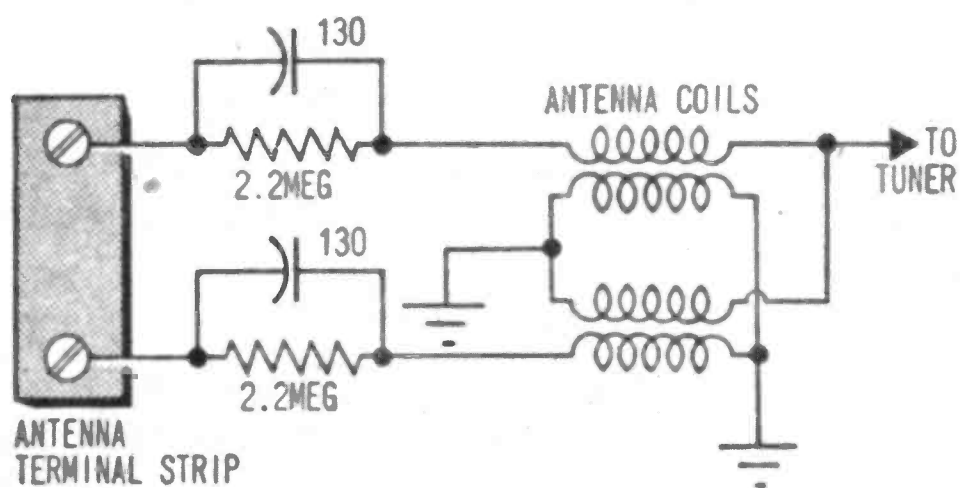 130
ANTENNA COILS
TO
TUNER
2.2MEG
130
2.2MEG
ANTENNA
TERMINAL STRIP